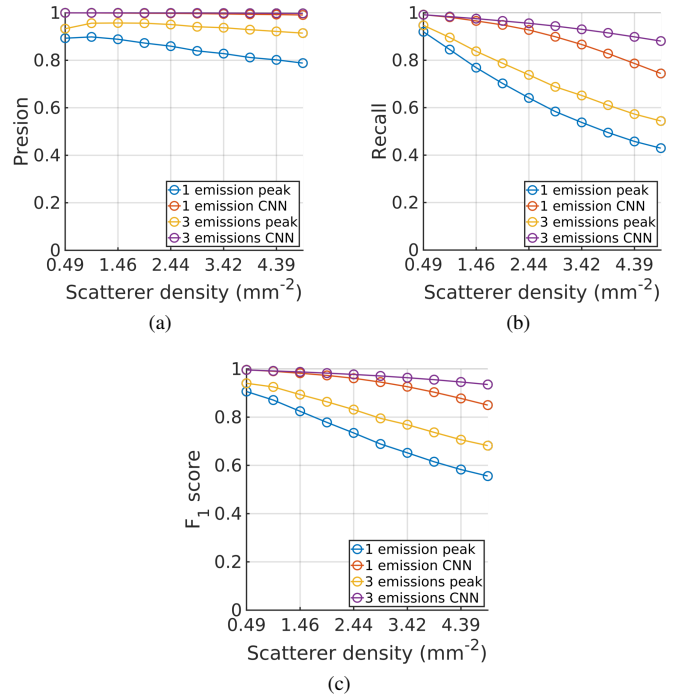 1
0.8
0.6
0.4
0.2
0
Presion
0.49 1.46 2.44 3.42 4.39
Scatterer density (mm⁻²)
1 emission peak
1 emission CNN
3 emissions peak
3 emissions CNN
(a)
1
0.8
0.6
0.4
0.2
0
Recall
0.49 1.46 2.44 3.42 4.39
Scatterer density (mm⁻²)
1 emission peak
1 emission CNN
3 emissions peak
3 emissions CNN
(b)
1
0.8
0.6
0.4
0.2
0
F₁ score
0.49 1.46 2.44 3.42 4.39
Scatterer density (mm⁻²)
1 emission peak
1 emission CNN
3 emissions peak
3 emissions CNN
(c)